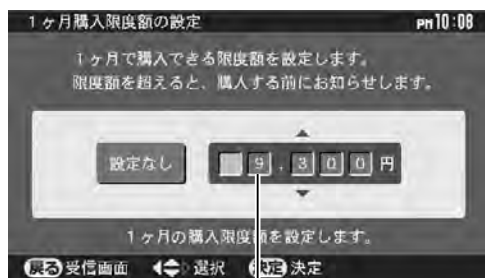 1ヶ月購入限度額の設定 PM10:08
1ヶ月で購入できる限度額を設定します。
限度額を超えると、購入する前にお知らせします。
設定なし 9.300円
1ヶ月の購入限度額を設定します。
戻る 受信画面 選択 決定 決定